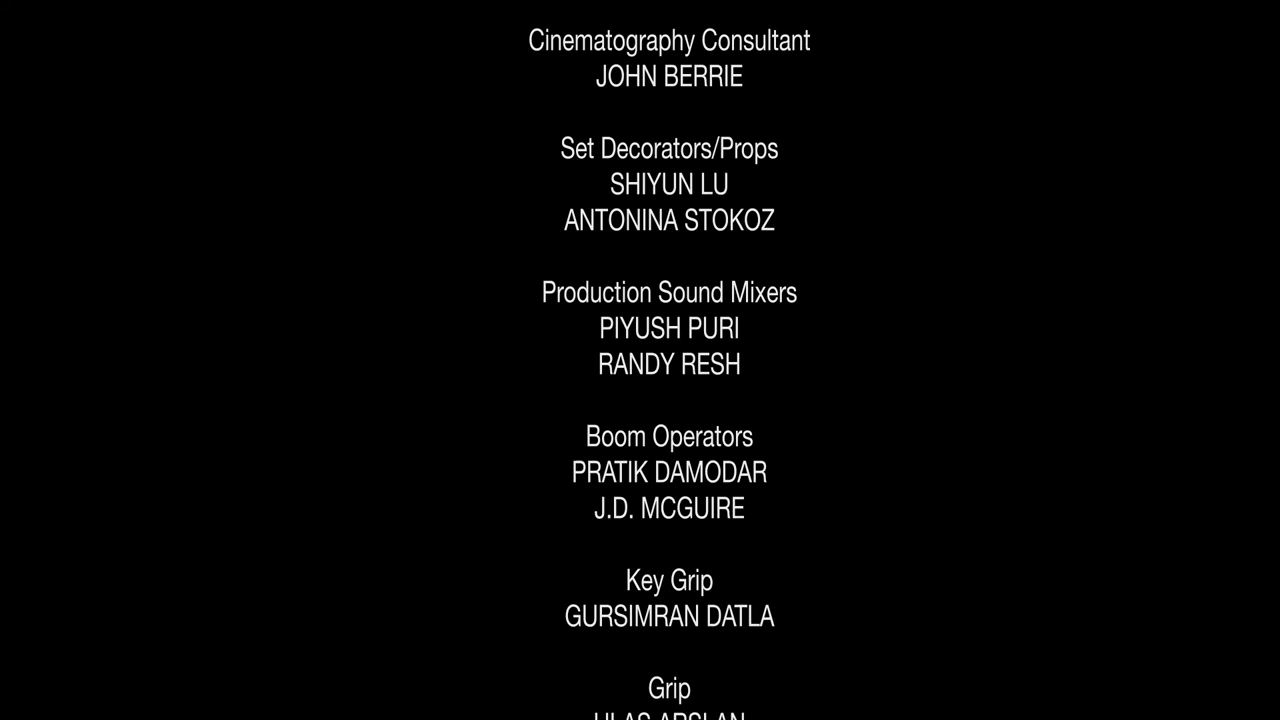 Cinematography Consultant
JOHN BERRIE
Set Decorators/Props
SHIYUN LU
ANTONINA STOKOZ
Production Sound Mixers
PIYUSH PURI
RANDY RESH
Boom Operators
PRATIK DAMODAR
J.D. MCGUIRE
Key Grip
GURSIMRAN DATLA
Grip